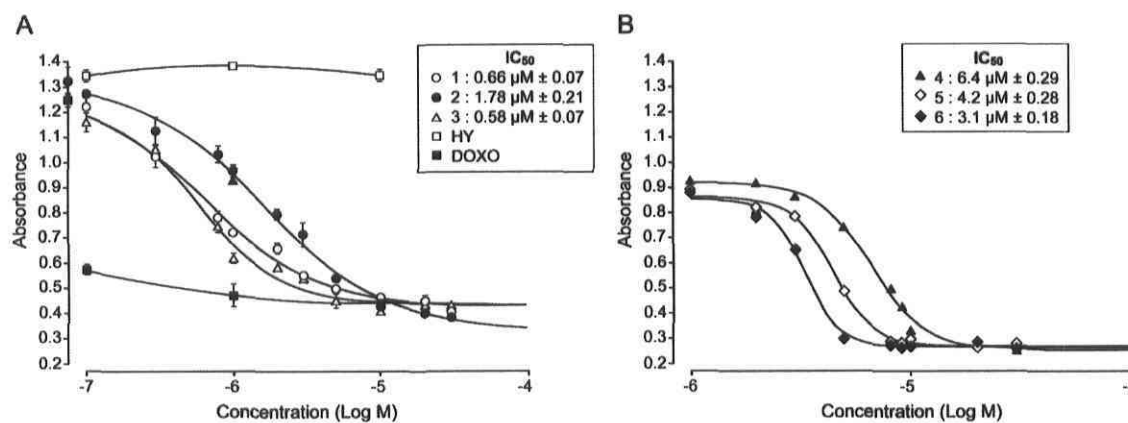 A
IC50
1 : 0.66 µM ± 0.07
2 : 1.78 µM ± 0.21
3 : 0.58 µM ± 0.07
HY
DOXO
Absorbance
1.4
1.3
1.2
1.1
1.0
0.9
0.8
0.7
0.6
0.5
0.4
0.3
0.2
-7
-6
-5
-4
Concentration (Log M)
B
IC50
4 : 6.4 µM ± 0.29
5 : 4.2 µM ± 0.28
6 : 3.1 µM ± 0.18
Absorbance
1.4
1.3
1.2
1.1
1.0
0.9
0.8
0.7
0.6
0.5
0.4
0.3
0.2
-6
-5
Concentration (Log M)